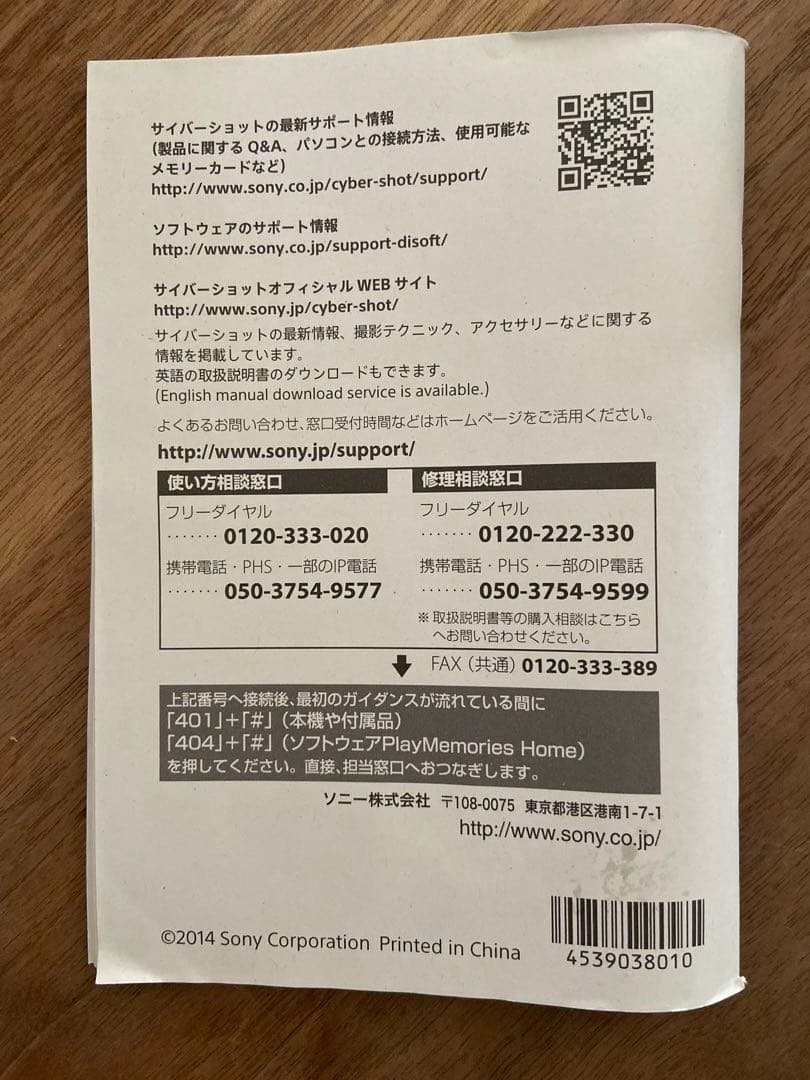 サイバーショットの最新サポート情報
(製品に関する Q&A、パソコンとの接続方法、使用可能な
メモリーカードなど)
http://www.sony.co.jp/cyber-shot/support/
ソフトウェアのサポート情報
http://www.sony.co.jp/support-disoft/
サイバーショットオフィシャル WEB サイト
http://www.sony.jp/cyber-shot/
サイバーショットの最新情報、撮影テクニック、アクセサリーなどに関する
情報を掲載しています。
英語の取扱説明書のダウンロードもできます。
(English manual download service is available.)
よくあるお問い合わせ、窓口受付時間などはホームページをご活用ください。
http://www.sony.jp/support/
使い方相談窓口
フリーダイヤル
‥‥‥‥0120-333-020
携帯電話・PHS・一部のIP電話
‥‥‥‥050-3754-9577
修理相談窓口
フリーダイヤル
‥‥‥‥0120-222-330
携帯電話・PHS・一部のIP電話
‥‥‥‥050-3754-9599
※ 取扱説明書等の購入相談はこちら
へお問い合わせください。
FAX（共通）0120-333-389
上記番号へ接続後、最初のガイダンスが流れている間に
「401」+「#」（本機や付属品）
「404」+「#」（ソフトウェアPlayMemories Home）
を押してください。直接、担当窓口へおつなぎします。
ソニー株式会社 〒108-0075 東京都港区港南1-7-1
http://www.sony.co.jp/
©2014 Sony Corporation Printed in China
4539038010